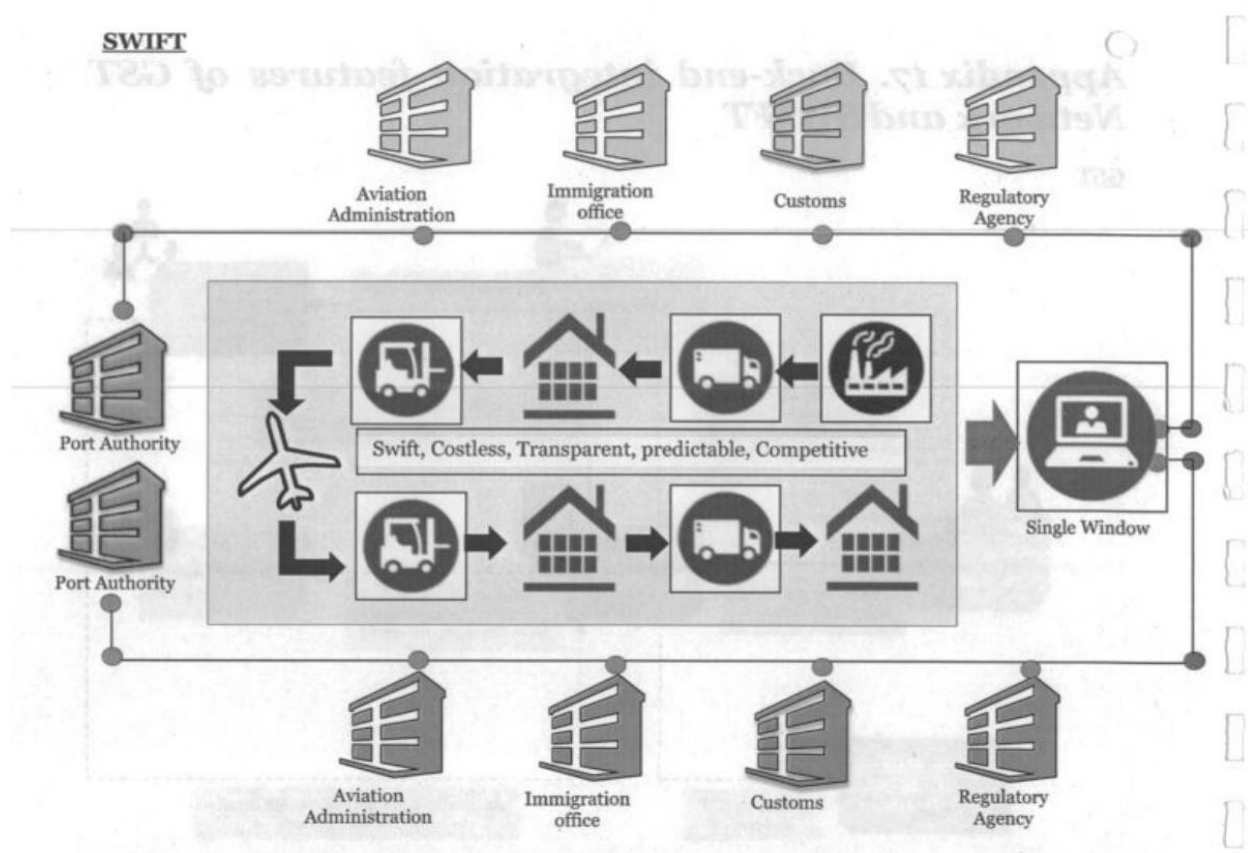 SWIFT
Aviation
Administration
Immigration
office
Customs
Regulatory
Agency
Port Authority
Swift, Costless, Transparent, predictable, Competitive
Single Window
Port Authority
Aviation
Administration
Immigration
office
Customs
Regulatory
Agency